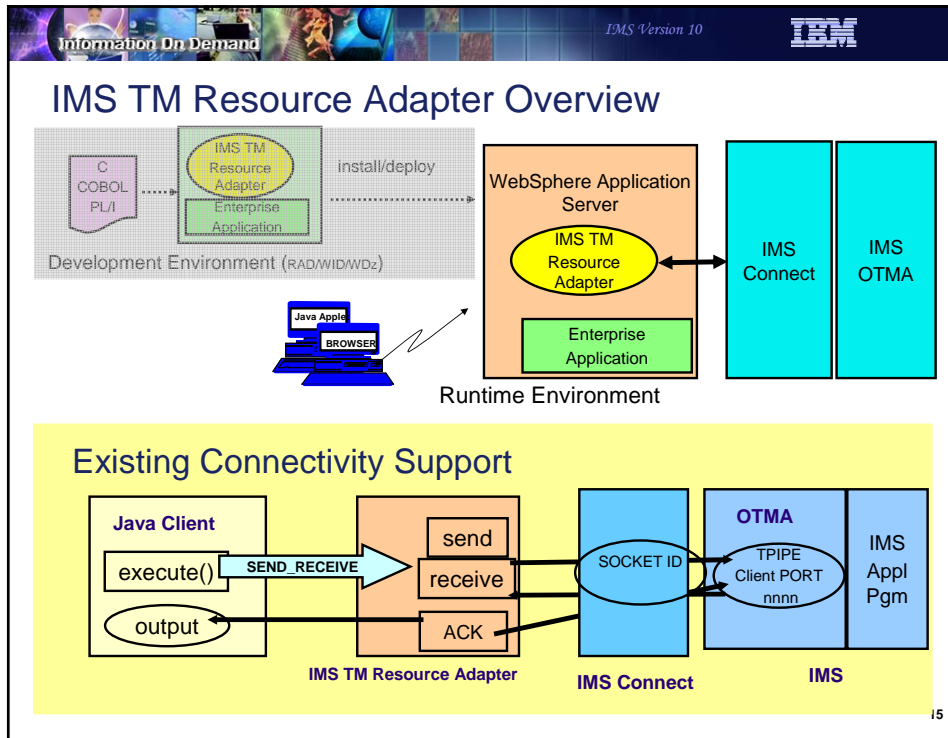 Information On Demand
IMS Version 10
IBM
IMS TM Resource Adapter Overview
C
COBOL
PL/I
IMS TM
Resource
Adapter
Enterprise
Application
install/deploy
Development Environment (RAD/WID/WDz)
Java Apple
BROWSER
WebSphere Application
Server
IMS TM
Resource
Adapter
Enterprise
Application
IMS
Connect
IMS
OTMA
Runtime Environment
Existing Connectivity Support
Java Client
execute()
SEND_RECEIVE
output
send
receive
ACK
IMS TM Resource Adapter
SOCKET ID
IMS Connect
OTMA
TPIPE
Client PORT
nnnn
IMS
Appl
Pgm
IMS
15